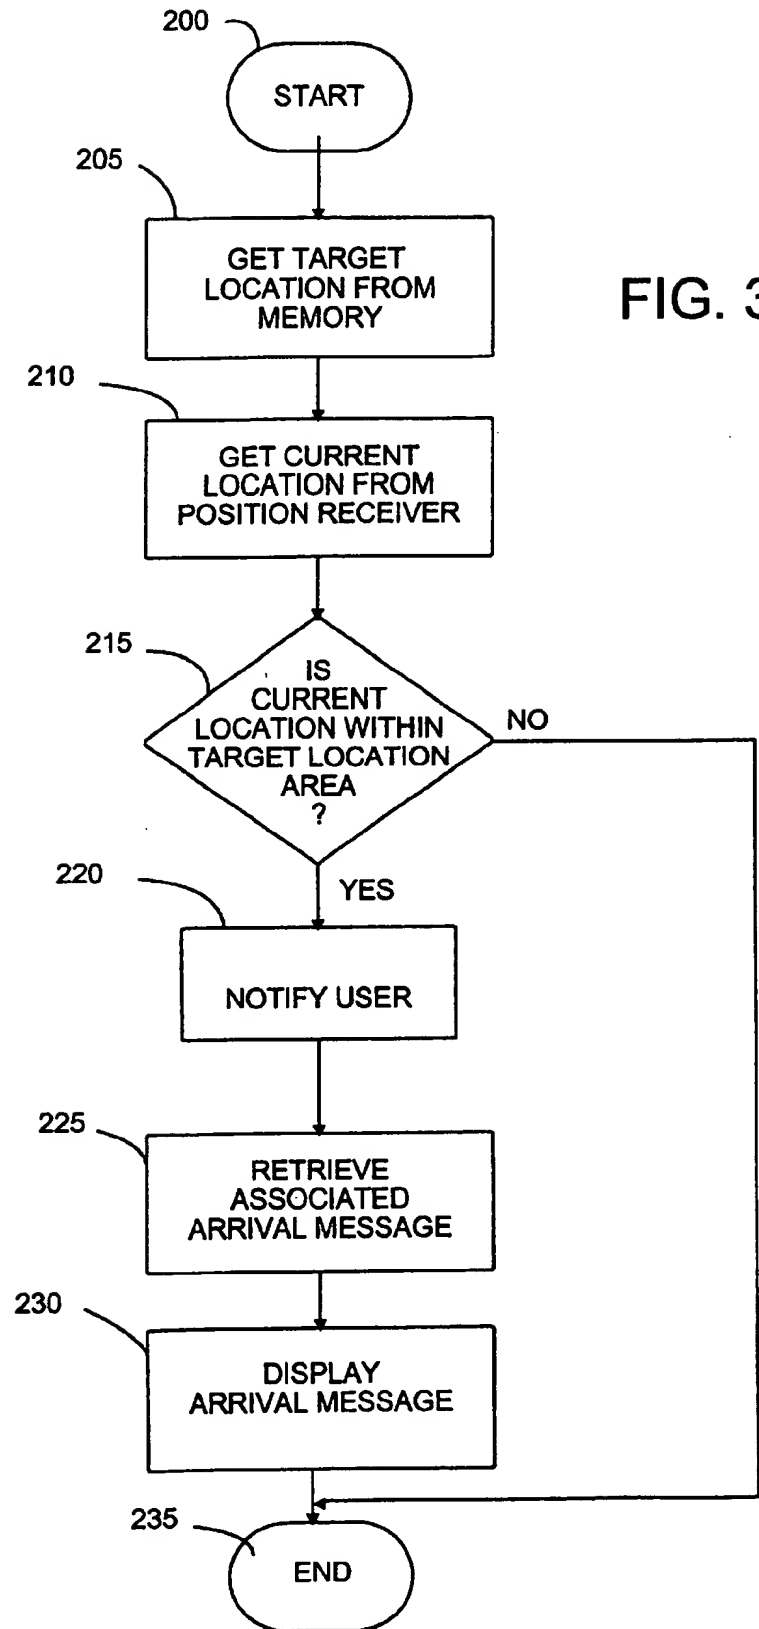 200
START
205
GET TARGET
LOCATION FROM
MEMORY
FIG. 3
210
GET CURRENT
LOCATION FROM
POSITION RECEIVER
215
IS
CURRENT
LOCATION WITHIN
TARGET LOCATION
AREA
?
NO
YES
220
NOTIFY USER
225
RETRIEVE
ASSOCIATED
ARRIVAL MESSAGE
230
DISPLAY
ARRIVAL MESSAGE
235
END